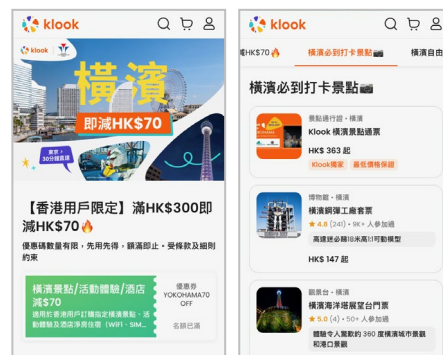 klook
klook
橫濱
即減HK$70
東京⇌
30分鐘直達
【香港用戶限定】滿HK$300即
減HK$70🔥
優惠碼數量有限，先用先得，額滿即止。受條款及細則
約束
橫濱景點/活動體驗/酒店
減$70
適用於香港用戶訂購指定橫濱景點、活
動體驗及酒店淨房住宿（WiFi、SIM...
優惠券
YOKOHAMA70
OFF
名額已滿
klook
減HK$70🔥
橫濱必到打卡景點📷
橫濱自由
橫濱必到打卡景點📷
景點通行證・橫濱
Klook 橫濱景點通票
HK$ 363 起
Klook獨家
最低價格保證
博物館・橫濱
橫濱鋼彈工廠套票
★ 4.8 (241)・9K+ 人參加過
高達迷必睇!18米高1:1可動模型
HK$ 147 起
觀景台・橫濱
橫濱海洋塔展望台門票
★ 5.0 (4)・50+ 人參加過
體驗令人驚歎的 360 度橫濱城市景觀
和港口景觀